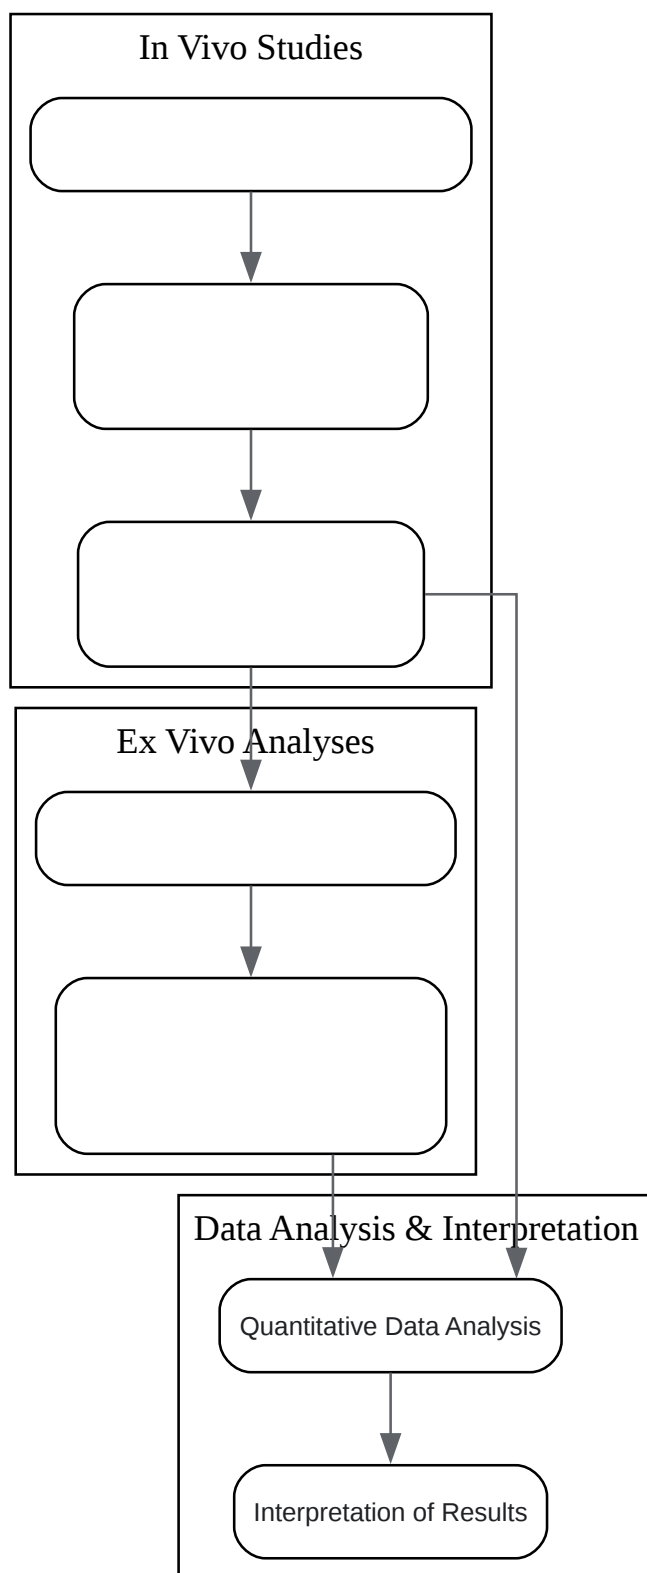 In Vivo Studies
Ex Vivo Analyses
Data Analysis & Interpretation
Quantitative Data Analysis
Interpretation of Results